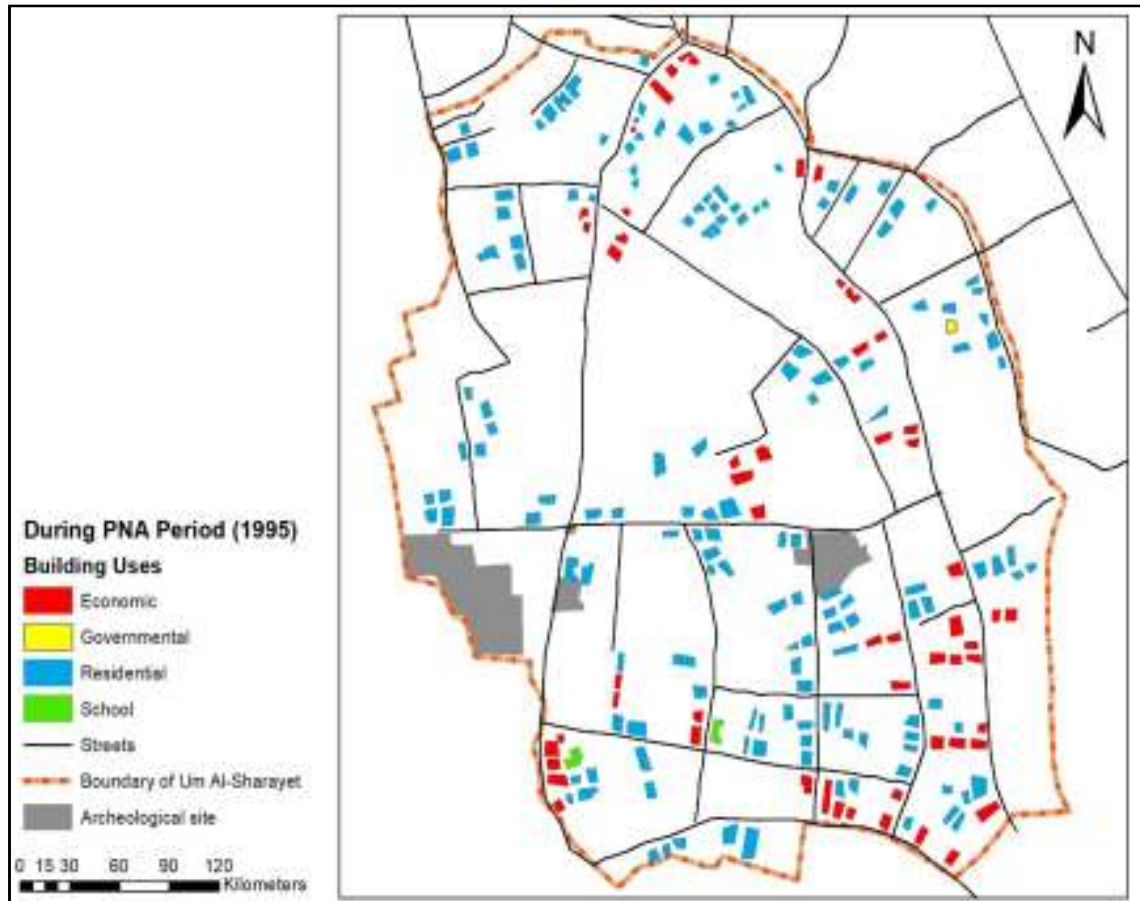 N
During PNA Period (1995)
Building Uses
Economic
Governmental
Residential
School
Streets
Boundary of Um Al-Sharayet
Archeological site
0 15 30 60 90 120
Kilometers